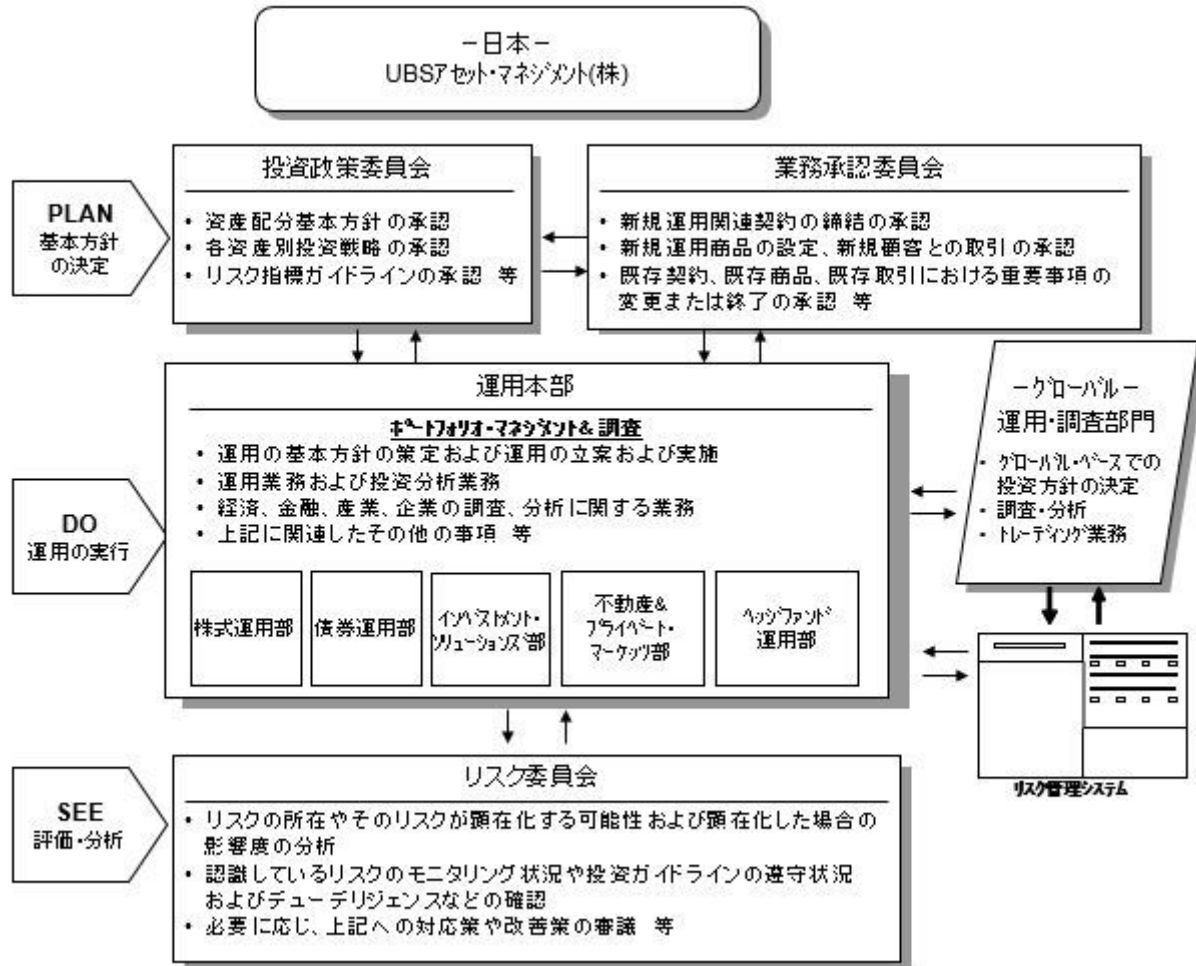 －日本－
UBSｱｾｯﾄ･ﾏﾈｼﾞﾒﾝﾄ(株)
PLAN
基本方針
の決定
投資政策委員会
• 資産配分基本方針の承認
• 各資産別投資戦略の承認
• リスク指標ガイドラインの承認 等
業務承認委員会
• 新規運用関連契約の締結の承認
• 新規運用商品の設定、新規顧客との取引の承認
• 既存契約、既存商品、既存取引における重要事項の
変更または終了の承認 等
DO
運用の実行
運用本部
ﾎﾟｰﾄﾌｫﾘｵ･ﾏﾈｼﾞﾒﾝﾄ&調査
• 運用の基本方針の策定および運用の立案および実施
• 運用業務および投資分析業務
• 経済、金融、産業、企業の調査、分析に関する業務
• 上記に関連したその他の事項 等
株式運用部
債券運用部
ｲﾝﾍﾞｽﾄﾒﾝﾄ･
ｿﾘｭｰｼｮﾝｽﾞ部
不動産&
ﾌﾟﾗｲﾍﾞｰﾄ･
ﾏｰｹｯﾂ部
ﾍｯｼﾞﾌｧﾝﾄﾞ
運用部
－ｸﾞﾛｰﾊﾞﾙ－
運用･調査部門
• ｸﾞﾛｰﾊﾞﾙ･ﾍﾞｰｽでの
投資方針の決定
• 調査･分析
• ﾄﾚｰﾃﾞｨﾝｸﾞ業務
ﾘｽｸ管理ｼｽﾃﾑ
SEE
評価･分析
リスク委員会
• リスクの所在やそのリスクが顕在化する可能性および顕在化した場合の
影響度の分析
• 認識しているリスクのモニタリング状況や投資ガイドラインの遵守状況
およびデューデリジェンスなどの確認
• 必要に応じ、上記への対応策や改善策の審議 等